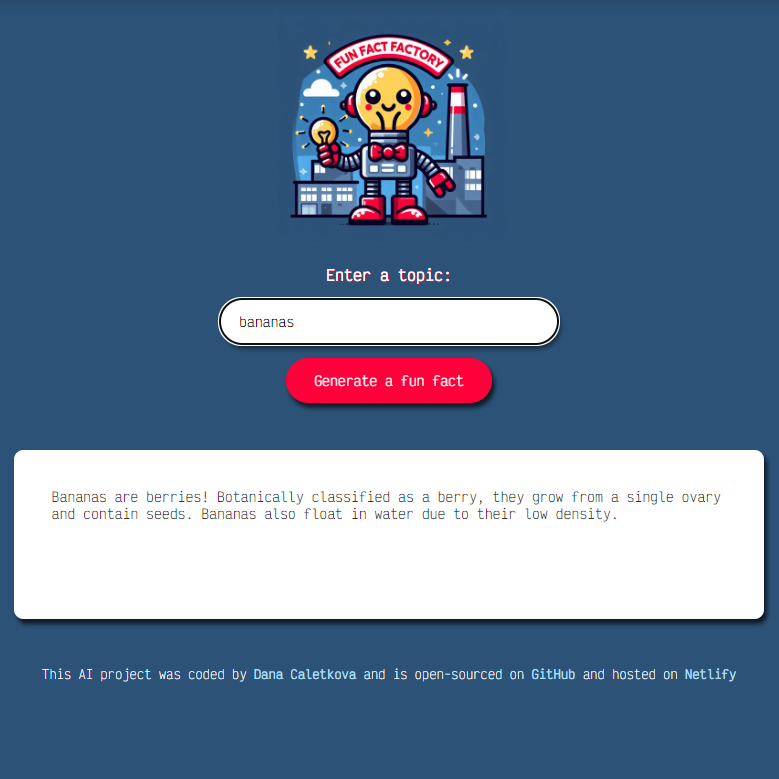 FUN FACT FACTORY
Enter a topic:
bananas
Generate a fun fact
Bananas are berries! Botanically classified as a berry, they grow from a single ovary
and contain seeds. Bananas also float in water due to their low density.
This AI project was coded by Dana Caletkova and is open-sourced on GitHub and hosted on Netlify